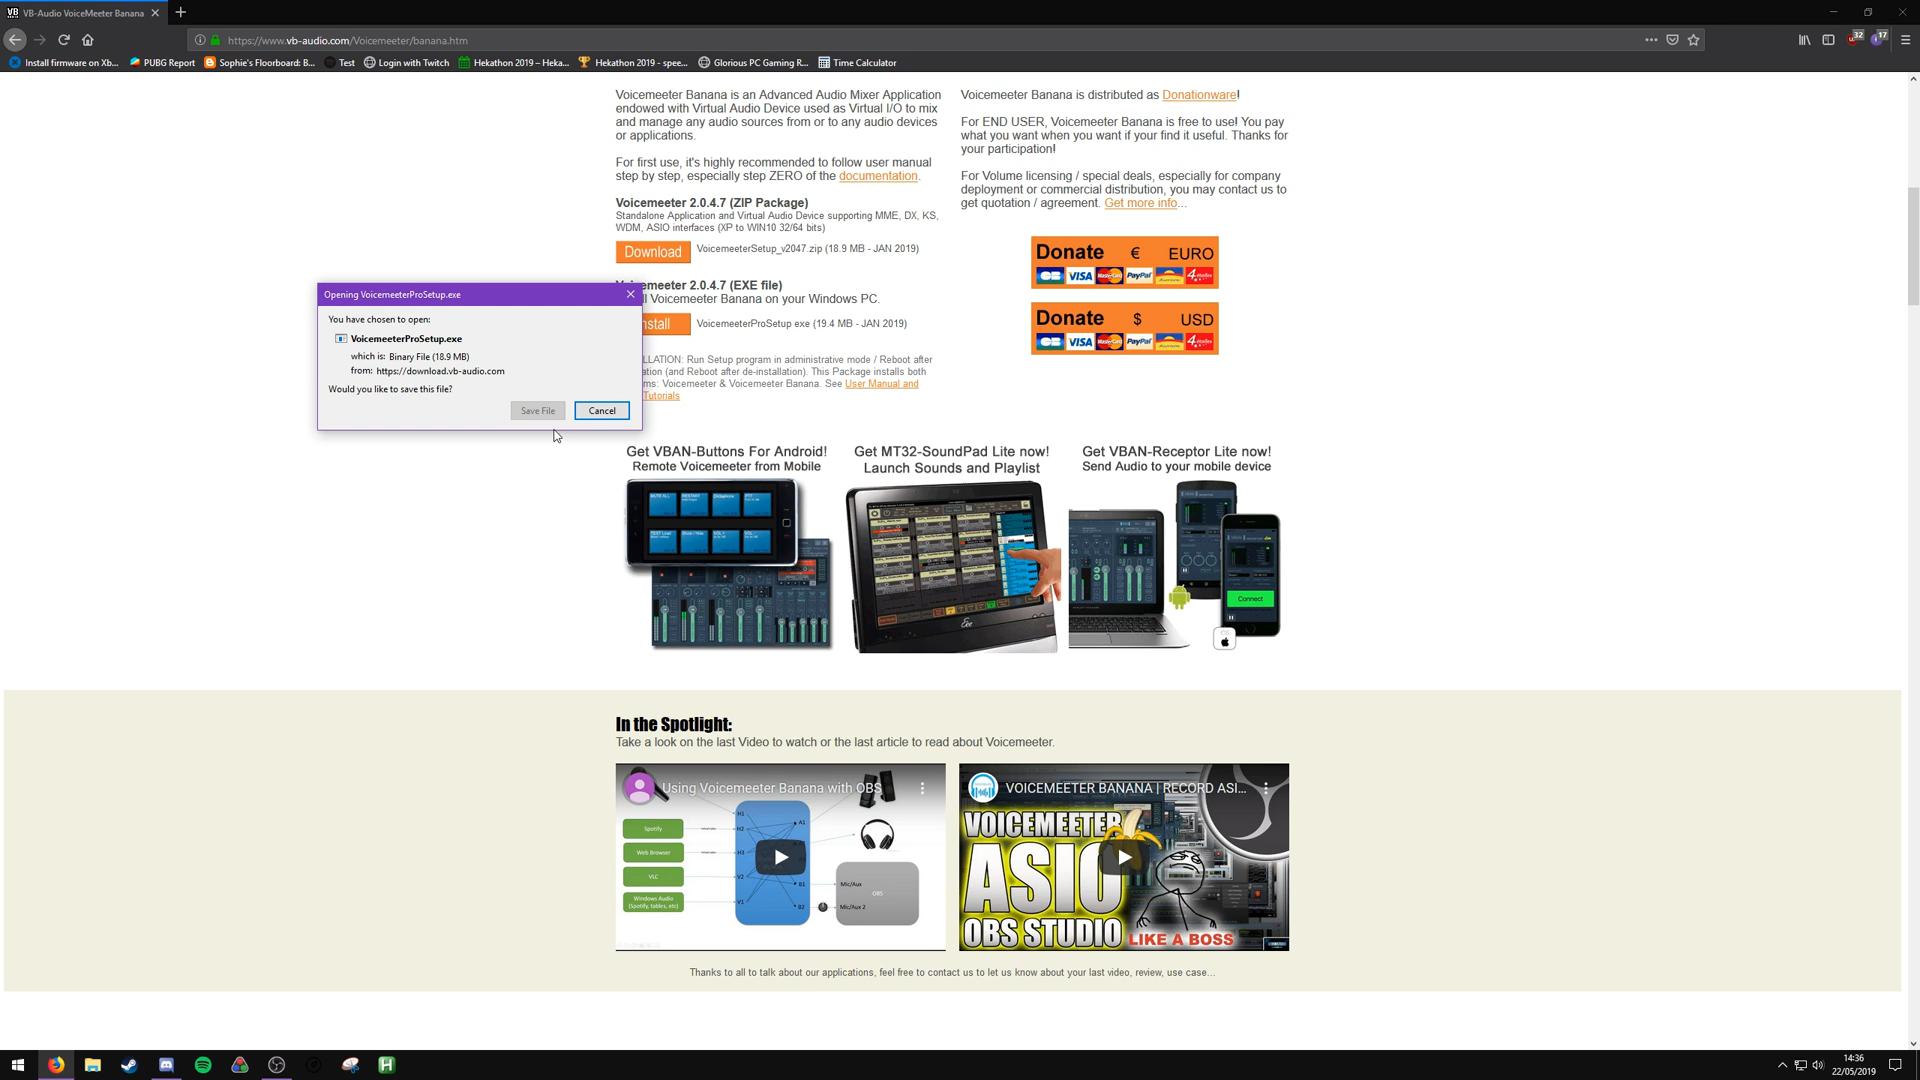 VB-Audio VoiceMeeter Banana
https://www.vb-audio.com/Voicemeeter/banana.htm
32
17
Install firmware on Xb...
PUBG Report
Sophie's Floorboard: B...
Test
Login with Twitch
Hekathon 2019 – Heka...
Hekathon 2019 - spee...
Glorious PC Gaming R...
Time Calculator
Voicemeeter Banana is an Advanced Audio Mixer Application
endowed with Virtual Audio Device used as Virtual I/O to mix
and manage any audio sources from or to any audio devices
or applications.
For first use, it's highly recommended to follow user manual
step by step, especially step ZERO of the documentation.
Voicemeeter 2.0.4.7 (ZIP Package)
Standalone Application and Virtual Audio Device supporting MME, DX, KS,
WDM, ASIO interfaces (XP to WIN10 32/64 bits)
Download
VoicemeeterSetup_v2047.zip (18.9 MB - JAN 2019)
emeeter 2.0.4.7 (EXE file)
ll Voicemeeter Banana on your Windows PC.
nstall
VoicemeeterProSetup exe (19.4 MB - JAN 2019)
LLATION: Run Setup program in administrative mode / Reboot after
ation (and Reboot after de-installation). This Package installs both
ms: Voicemeeter & Voicemeeter Banana. See User Manual and
Tutorials
Voicemeeter Banana is distributed as Donationware!
For END USER, Voicemeeter Banana is free to use! You pay
what you want when you want if your find it useful. Thanks for
your participation!
For Volume licensing / special deals, especially for company
deployment or commercial distribution, you may contact us to
get quotation / agreement. Get more info...
Donate € EURO
CB VISA MasterCard PayPal
Donate $ USD
CB VISA MasterCard PayPal
Opening VoicemeeterProSetup.exe
You have chosen to open:
VoicemeeterProSetup.exe
which is: Binary File (18.9 MB)
from: https://download.vb-audio.com
Would you like to save this file?
Save File
Cancel
Get VBAN-Buttons For Android!
Remote Voicemeeter from Mobile
Get MT32-SoundPad Lite now!
Launch Sounds and Playlist
Get VBAN-Receptor Lite now!
Send Audio to your mobile device
Connect
In the Spotlight:
Take a look on the last Video to watch or the last article to read about Voicemeeter.
Using Voicemeeter Banana with OBS
Spotify
Web Browser
VLC
Windows Audio
(Spotify, tables, etc)
H1
H2
H3
V2
V1
A1
B1
B2
Mic/Aux
Mic/Aux 2
OBS
VOICEMEETER BANANA | RECORD ASI...
VOICEMEETER
ASIO
OBS STUDIO
LIKE A BOSS
Thanks to all to talk about our applications, feel free to contact us to let us know about your last video, review, use case...
14:36
22/05/2019